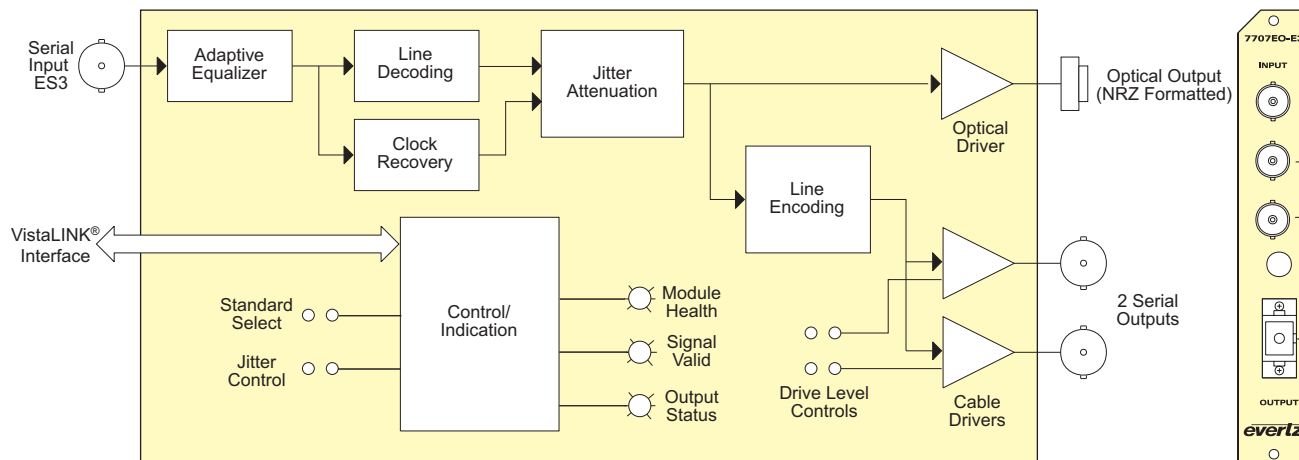 Serial
Input
ES3
Adaptive
Equalizer
Line
Decoding
Clock
Recovery
Jitter
Attenuation
Optical
Driver
Optical Output
(NRZ Formatted)
Line
Encoding
VistaLINK®
Interface
Standard
Select
Jitter
Control
Control/
Indication
Module
Health
Signal
Valid
Output
Status
Drive Level
Controls
Cable
Drivers
2 Serial
Outputs
7707EO-E3
INPUT
OUTPUT
evertz